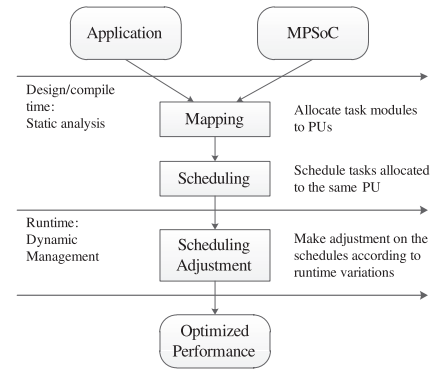 Application
MPSoC
Design/compile
time:
Static analysis
Mapping
Allocate task modules
to PUs
Scheduling
Schedule tasks allocated
to the same PU
Runtime:
Dynamic
Management
Scheduling
Adjustment
Make adjustment on the
schedules according to
runtime variations
Optimized
Performance